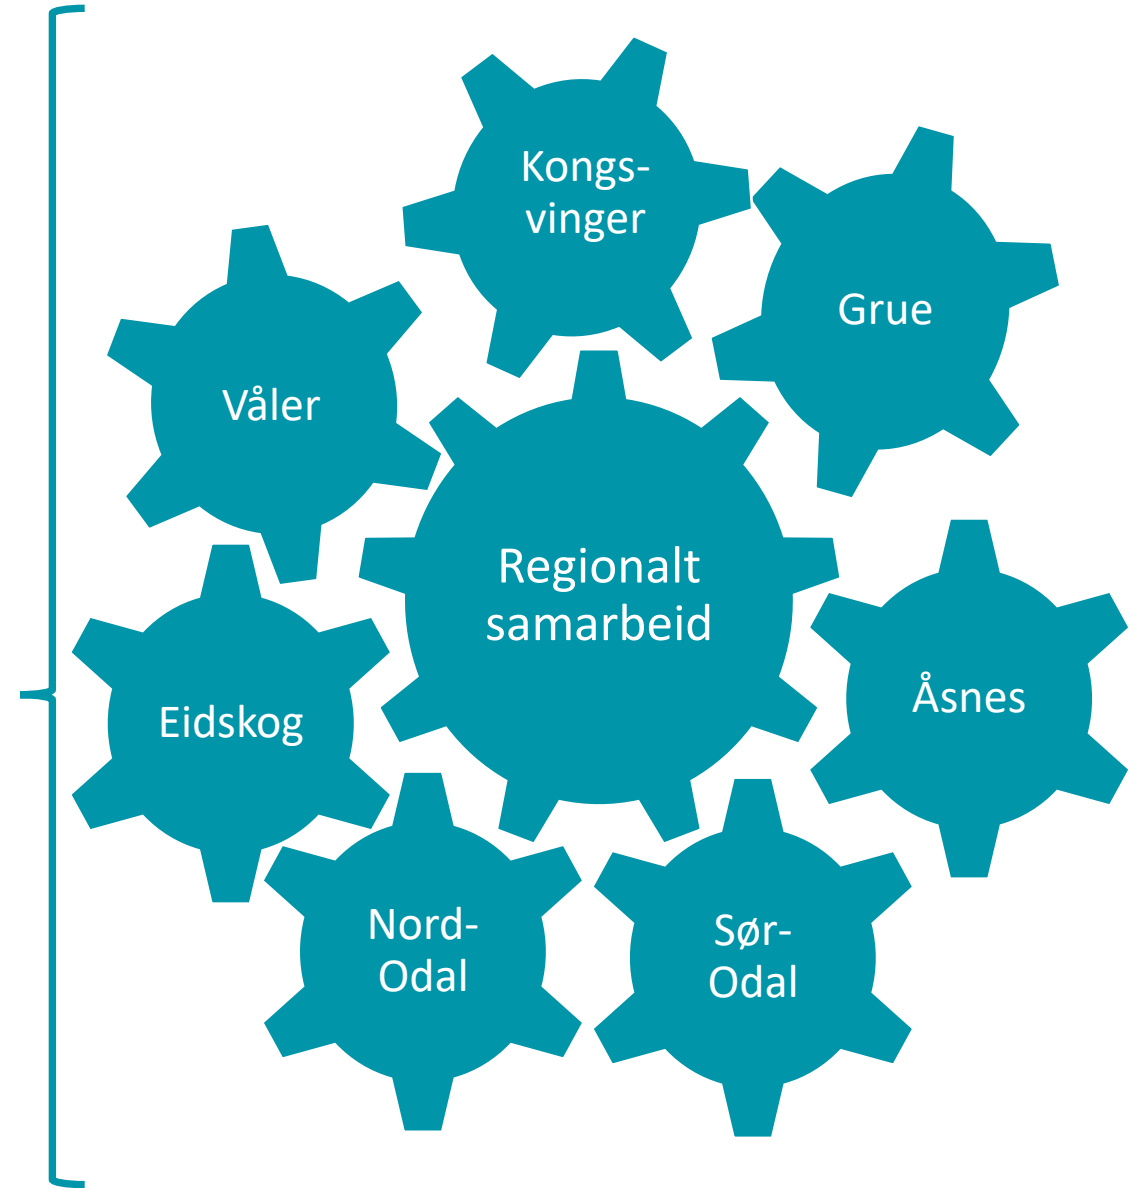 Kongs-
vinger
Grue
Våler
Regionalt
samarbeid
Åsnes
Eidskog
Nord-
Odal
Sør-
Odal